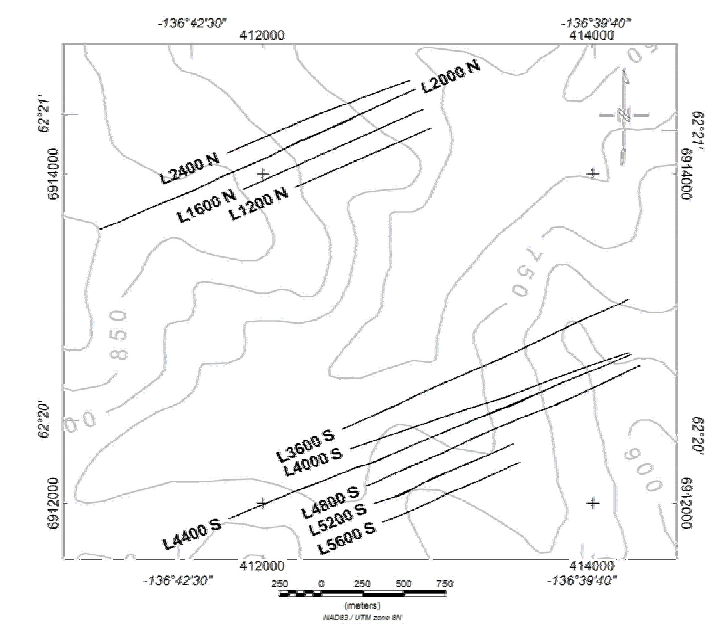 -136°42'30" -136°39'40"
412000 414000
62°21'
62°21'
6914000
6914000
L2000 N
L2400 N
L1600 N
L1200 N
50
750
850
00
62°20'
62°20'
L3600 S
L4000 S
L4800 S
L5200 S
L4400 S
L5600 S
900
6912000
6912000
412000 414000
-136°42'30" -136°39'40"
250 0 250 500 750
(meters)
NAD83 / UTM zone 8N